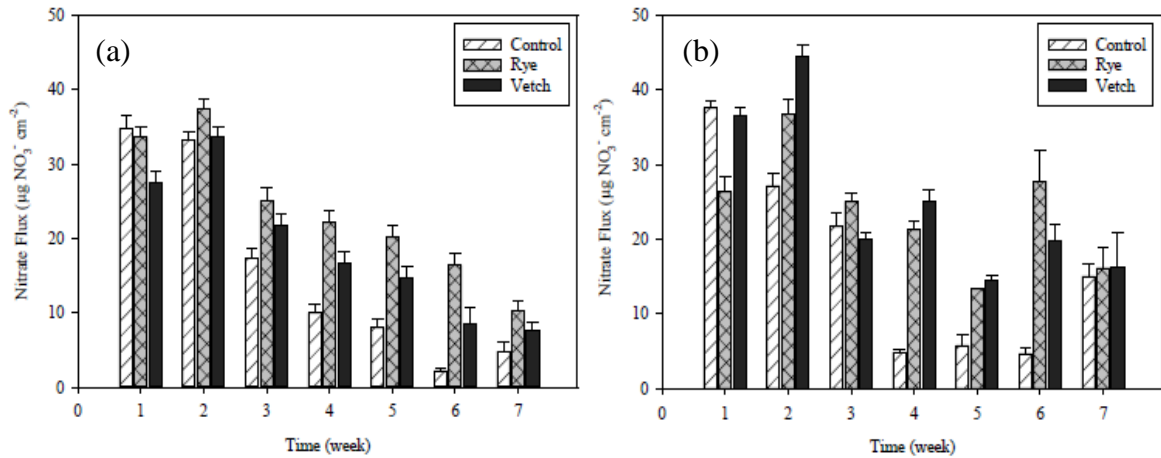 (a)
Control
Rye
Vetch
Nitrate Flux (µg NO₃⁻ cm⁻²)
50
40
30
20
10
0
0 1 2 3 4 5 6 7
Time (week)
(b)
Control
Rye
Vetch
Nitrate Flux (µg NO₃⁻ cm⁻²)
50
40
30
20
10
0
0 1 2 3 4 5 6 7
Time (week)